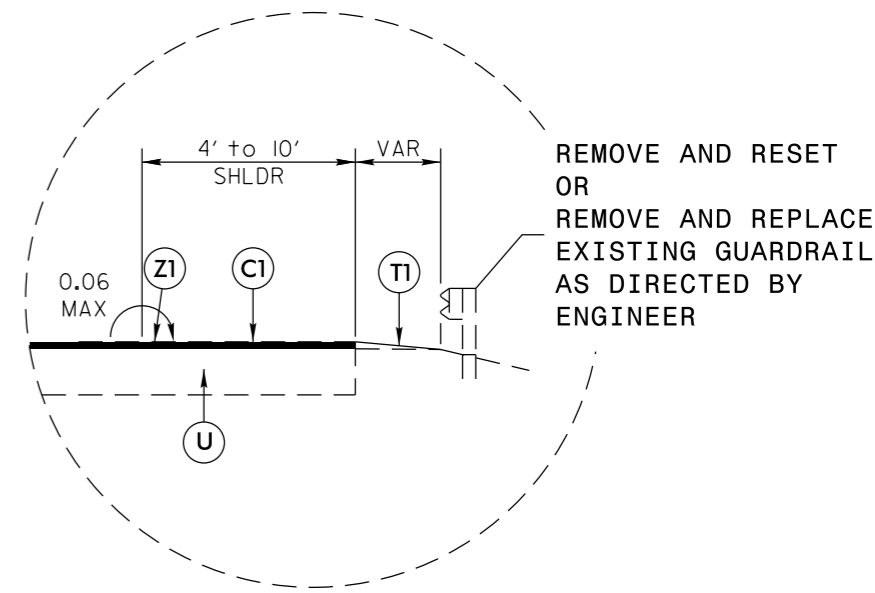 4' to 10'
SHLDR
VAR
REMOVE AND RESET
OR
REMOVE AND REPLACE
EXISTING GUARDRAIL
AS DIRECTED BY
ENGINEER
0.06
MAX
Z1
C1
T1
U